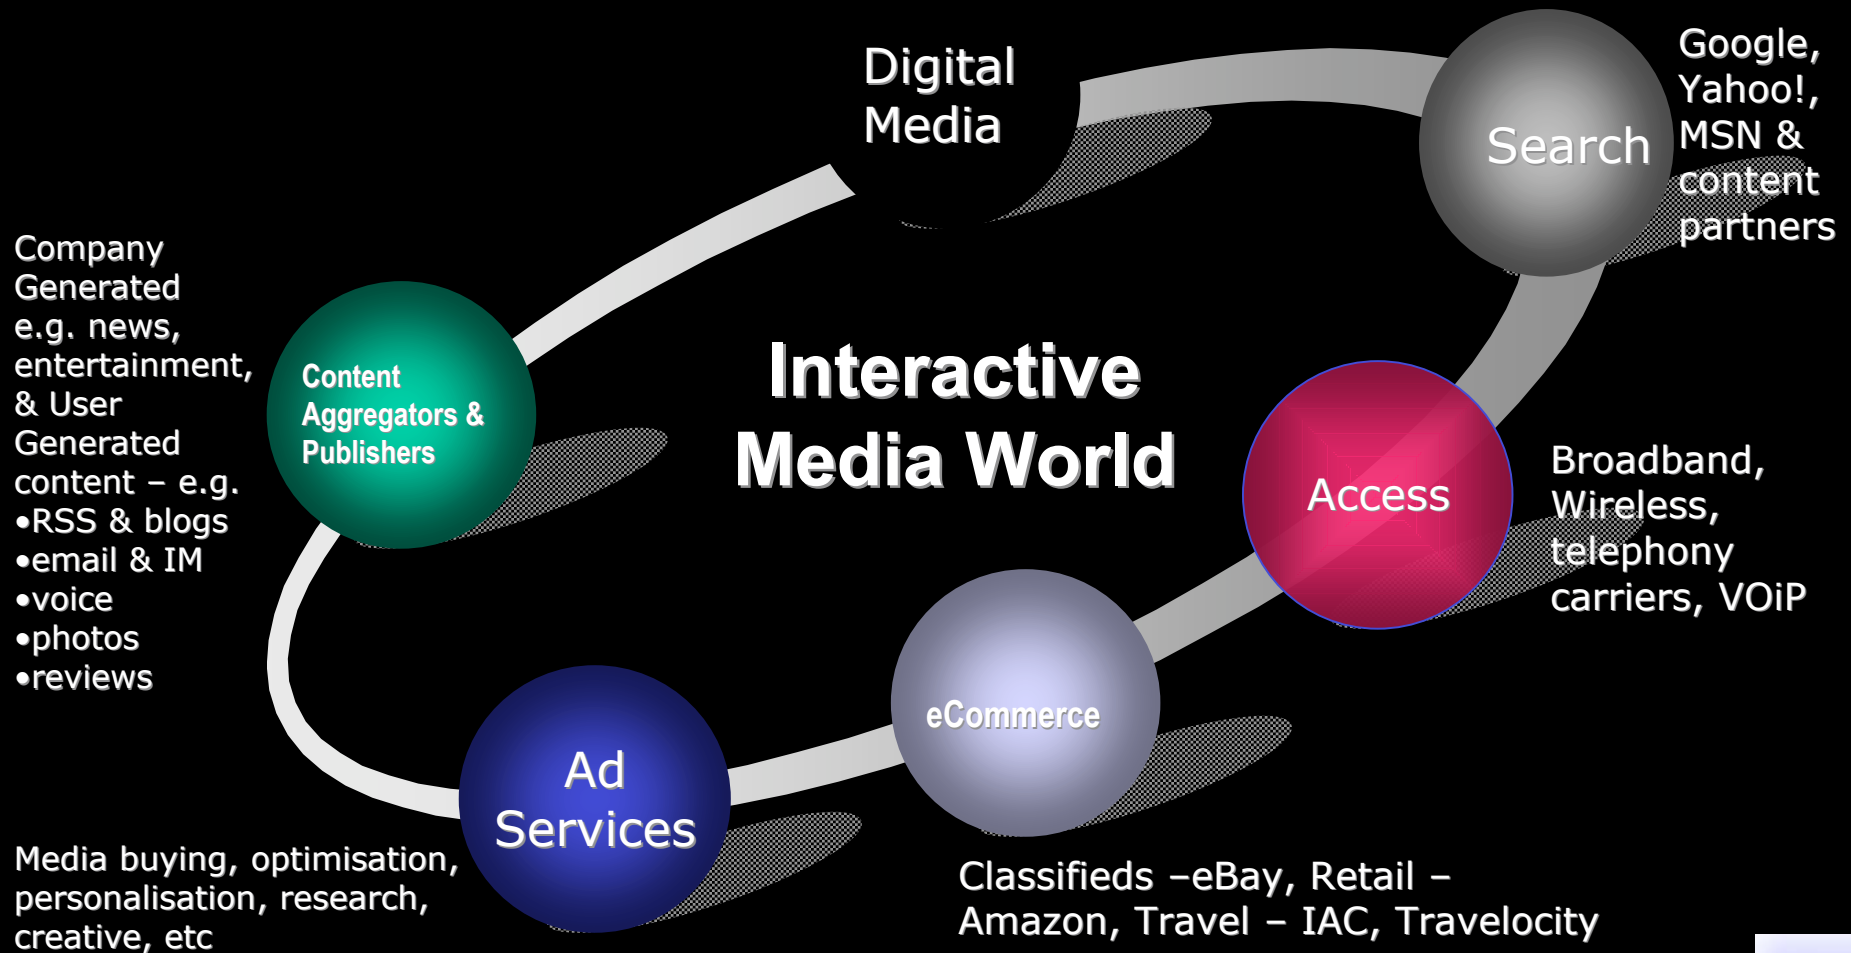 Digital
Media
Search
Google,
Yahoo!,
MSN &
content
partners
Company
Generated
e.g. news,
entertainment,
& User
Generated
content – e.g.
•RSS & blogs
•email & IM
•voice
•photos
•reviews
Content
Aggregators &
Publishers
Interactive
Media World
Access
Broadband,
Wireless,
telephony
carriers, VOiP
eCommerce
Ad
Services
Media buying, optimisation,
personalisation, research,
creative, etc
Classifieds –eBay, Retail –
Amazon, Travel – IAC, Travelocity